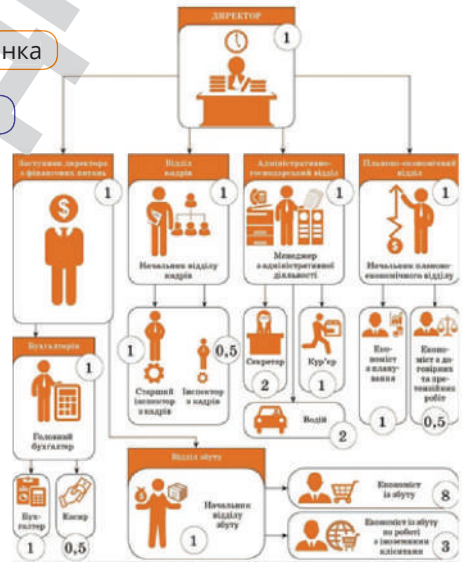 нка
ДИРЕКТОР
1
Заступник директора
з фінансових питань
1
Відділ
кадрів
1
Начальник відділу
кадрів
Адміністративно-
господарський відділ
1
Менеджер
з адміністративної
діяльності
Планово-економічний
відділ
1
Начальник планово-
економічного відділу
Бухгалтерія
1
Головний
бухгалтер
1
Старший
інспектор
з кадрів
0,5
Інспектор
з кадрів
Секретар
2
Кур'єр
1
Водій
2
Еко-
номіст
з плану-
вання
1
Еконо-
міст з до-
говірних
та пре-
тензійних
робіт
0,5
Бух-
галтер
1
Касир
0,5
Відділ збуту
Начальник
відділу
збуту
1
Економіст
із збуту
8
Економіст із збуту
по роботі
з іноземними
клієнтами
3